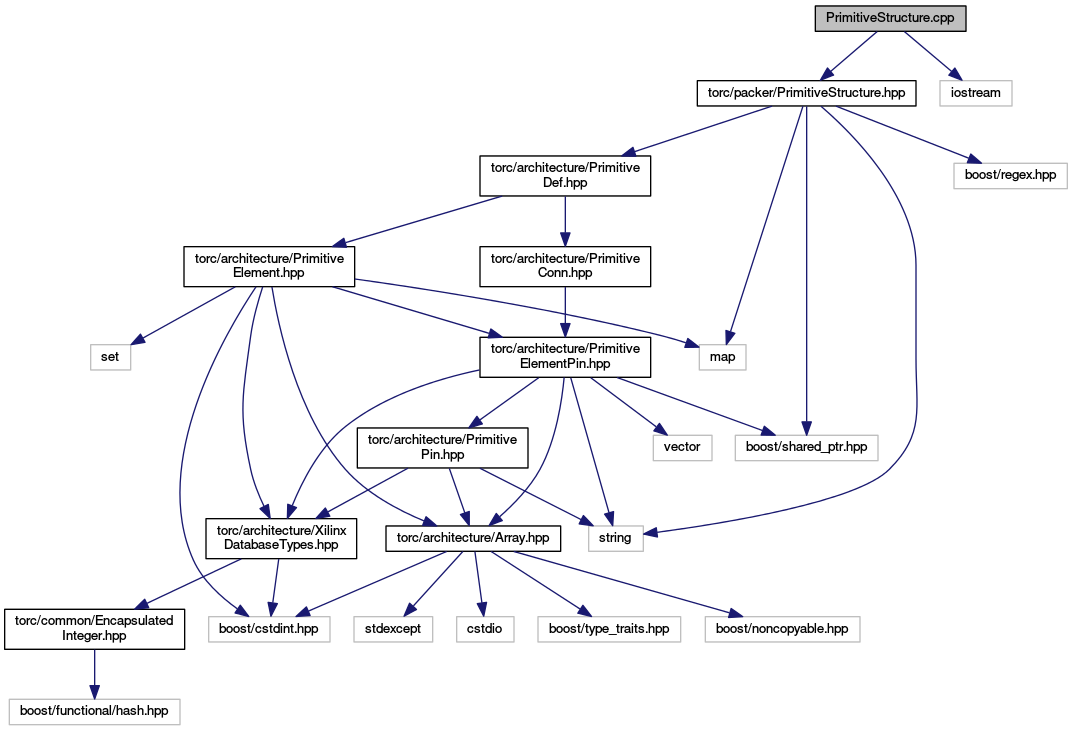 PrimitiveStructure.cpp
torc/packer/PrimitiveStructure.hpp
iostream
torc/architecture/Primitive
Def.hpp
boost/regex.hpp
torc/architecture/Primitive
Element.hpp
torc/architecture/Primitive
Conn.hpp
set
torc/architecture/Primitive
ElementPin.hpp
map
torc/architecture/Primitive
Pin.hpp
vector
boost/shared_ptr.hpp
torc/architecture/Xilinx
DatabaseTypes.hpp
torc/architecture/Array.hpp
string
torc/common/Encapsulated
Integer.hpp
boost/cstdint.hpp
stdexcept
cstdio
boost/type_traits.hpp
boost/noncopyable.hpp
boost/functional/hash.hpp